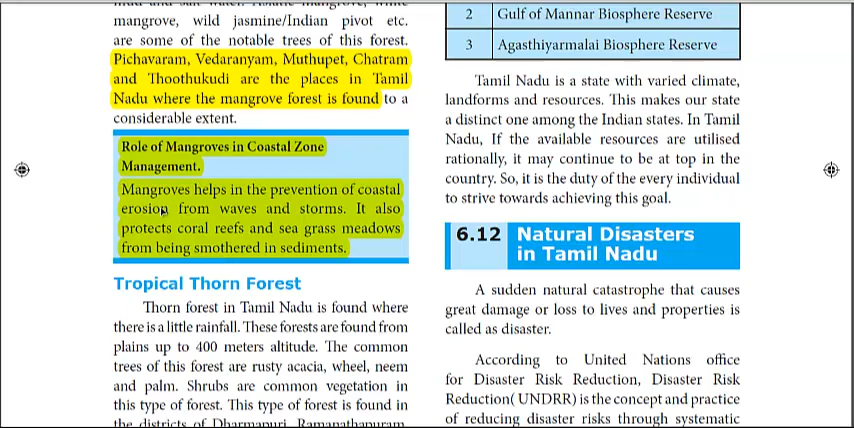 mud and salt water. Asiatic mangrove, white
mangrove, wild jasmine/Indian pivot etc.
are some of the notable trees of this forest.
Pichavaram, Vedaranyam, Muthupet, Chatram
and Thoothukudi are the places in Tamil
Nadu where the mangrove forest is found to a
considerable extent.
Role of Mangroves in Coastal Zone
Management.
Mangroves helps in the prevention of coastal
erosion from waves and storms. It also
protects coral reefs and sea grass meadows
from being smothered in sediments.
Tropical Thorn Forest
Thorn forest in Tamil Nadu is found where
there is a little rainfall. These forests are found from
plains up to 400 meters altitude. The common
trees of this forest are rusty acacia, wheel, neem
and palm. Shrubs are common vegetation in
this type of forest. This type of forest is found in
the districts of Dharmapuri, Ramanathapuram,
2 Gulf of Mannar Biosphere Reserve
3 Agasthiyarmalai Biosphere Reserve
Tamil Nadu is a state with varied climate,
landforms and resources. This makes our state
a distinct one among the Indian states. In Tamil
Nadu, If the available resources are utilised
rationally, it may continue to be at top in the
country. So, it is the duty of the every individual
to strive towards achieving this goal.
6.12 Natural Disasters
in Tamil Nadu
A sudden natural catastrophe that causes
great damage or loss to lives and properties is
called as disaster.
According to United Nations office
for Disaster Risk Reduction, Disaster Risk
Reduction( UNDRR) is the concept and practice
of reducing disaster risks through systematic